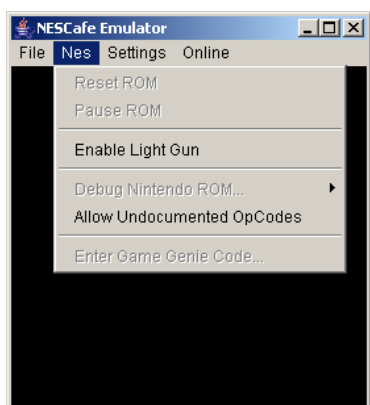 NESCafe Emulator
File Nes Settings Online
Reset ROM
Pause ROM
Enable Light Gun
Debug Nintendo ROM...
Allow Undocumented OpCodes
Enter Game Genie Code...